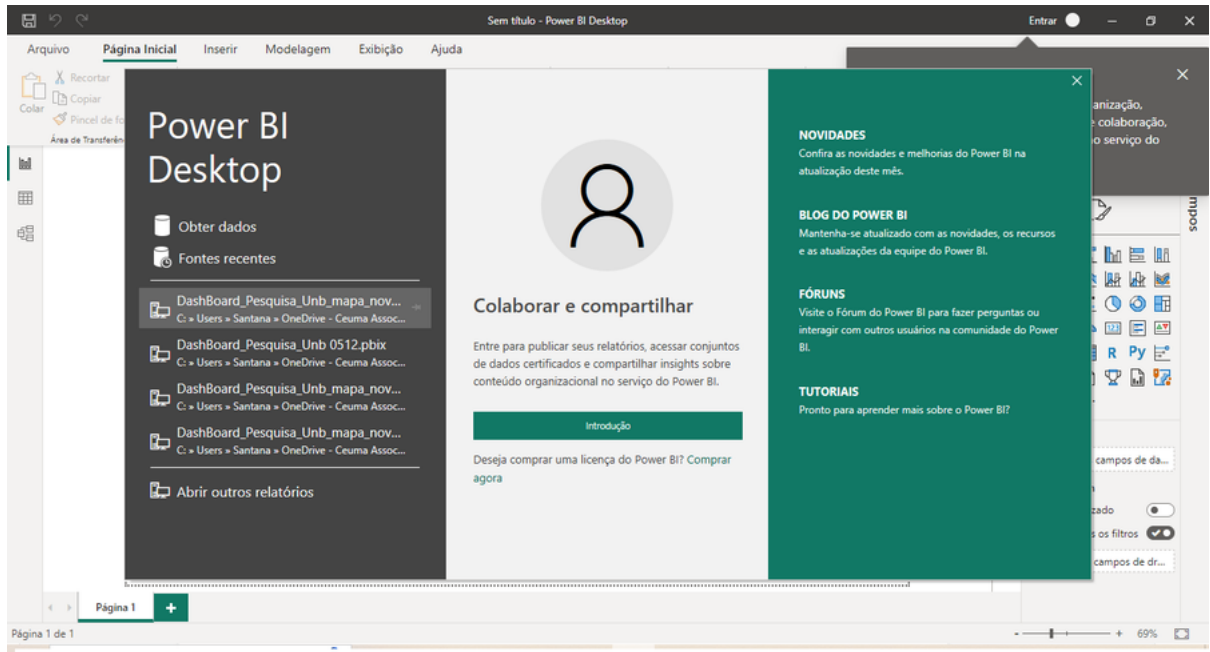 Sem título - Power BI Desktop
Entrar
Arquivo
Página Inicial
Inserir
Modelagem
Exibição
Ajuda
Colar
Recortar
Copiar
Pincel de fo
Área de Transferên
Power BI
Desktop
Obter dados
Fontes recentes
DashBoard_Pesquisa_Unb_mapa_nov...
C: » Users » Santana » OneDrive - Ceuma Assoc...
DashBoard_Pesquisa_Unb 0512.pbix
C: » Users » Santana » OneDrive - Ceuma Assoc...
DashBoard_Pesquisa_Unb_mapa_nov...
C: » Users » Santana » OneDrive - Ceuma Assoc...
DashBoard_Pesquisa_Unb_mapa_nov...
C: » Users » Santana » OneDrive - Ceuma Assoc...
Abrir outros relatórios
Colaborar e compartilhar
Entre para publicar seus relatórios, acessar conjuntos
de dados certificados e compartilhar insights sobre
conteúdo organizacional no serviço do Power BI.
Introdução
Deseja comprar uma licença do Power BI? Comprar
agora
NOVIDADES
Confira as novidades e melhorias do Power BI na
atualização deste mês.
BLOG DO POWER BI
Mantenha-se atualizado com as novidades, os recursos
e as atualizações da equipe do Power BI.
FÓRUNS
Visite o Fórum do Power BI para fazer perguntas ou
interagir com outros usuários na comunidade do Power
BI.
TUTORIAIS
Pronto para aprender mais sobre o Power BI?
anização,
e colaboração,
o serviço do
mpos
123
R Py
campos de da...
zado
s os filtros
campos de dr...
Página 1
Página 1 de 1
69%